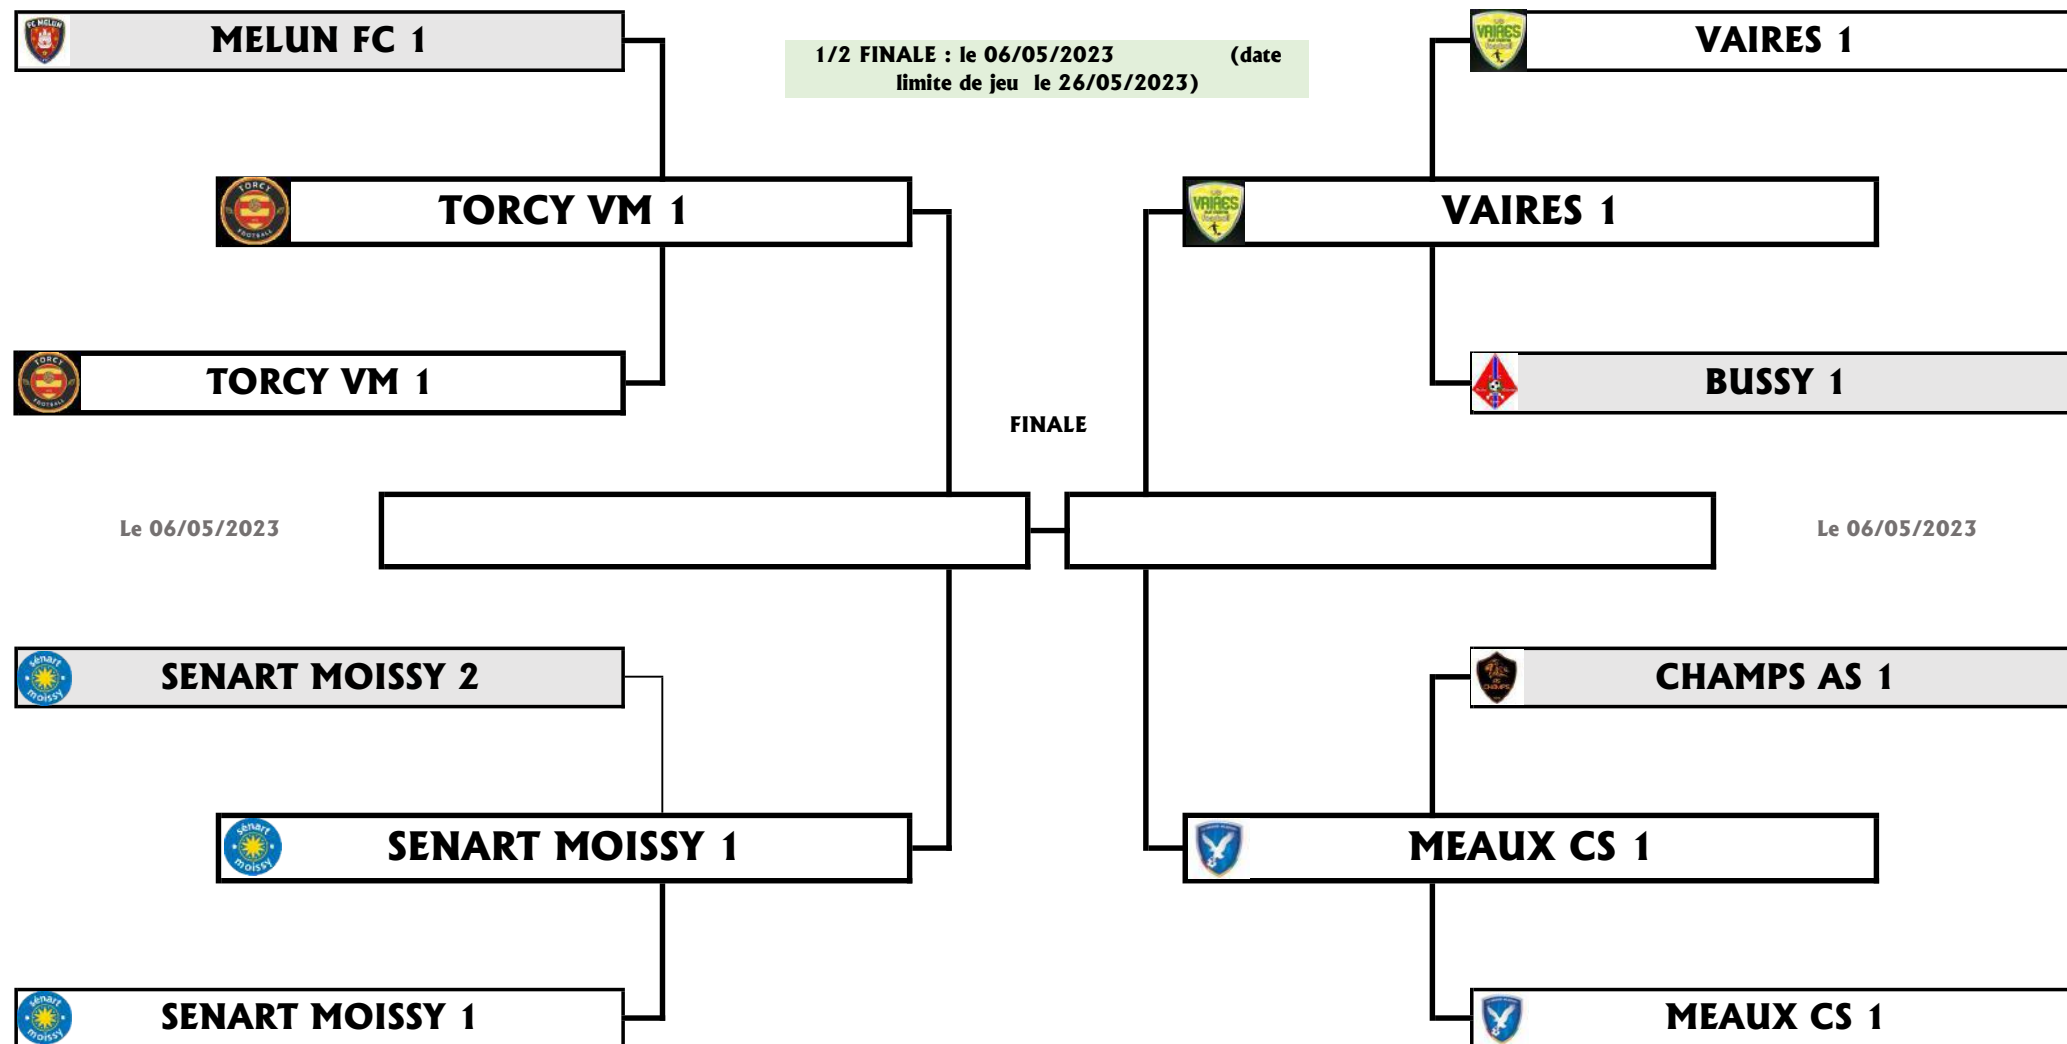 MELUN FC 1
1/2 FINALE : le 06/05/2023 (date
limite de jeu le 26/05/2023)
VAIRES 1
TORCY VM 1
VAIRES 1
TORCY VM 1
BUSSY 1
FINALE
Le 06/05/2023
Le 06/05/2023
SENART MOISSY 2
CHAMPS AS 1
SENART MOISSY 1
MEAUX CS 1
SENART MOISSY 1
MEAUX CS 1